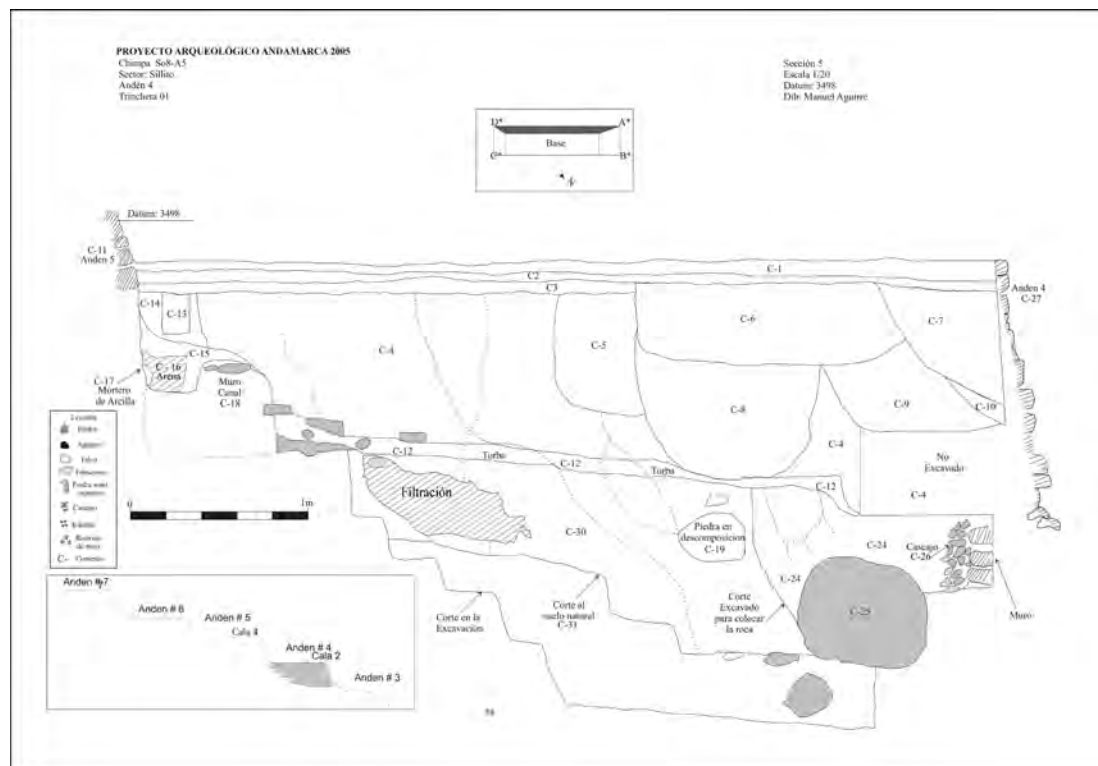 PROYECTO ARQUEOLÓGICO ANDAMARCA 2005
Chimpa So8-A5
Sector: Sillito
Andén 4
Trinchera 01
Sección 5
Escala 1/20
Datum: 3498
Dib: Manuel Aguirre
D*
A*
Base
C*
B*
N
Datum: 3498
C-11
Anden 5
C-1
C2
C3
Anden 4
C-27
C-14
C-13
C-6
C-7
C-4
C-5
C-15
C-16
Arena
C-17
Mortero
de Arcilla
Muro
Canal
C-18
C-8
C-9
C-10
C-4
C-12
Turba
C-12
Turba
C-12
No
Excavado
C-4
Filtración
C-30
Piedra en
descomposicion
C-19
C-24
Cascajo
C-26
C-24
C-25
Muro
Corte en la
Excavación
Corte al
suelo natural
C-31
Corte
Excavado
para colocar
la roca
0
1m
Anden # 7
Anden # 6
Anden # 5
Cala 1
Anden # 4
Cala 2
Anden # 3